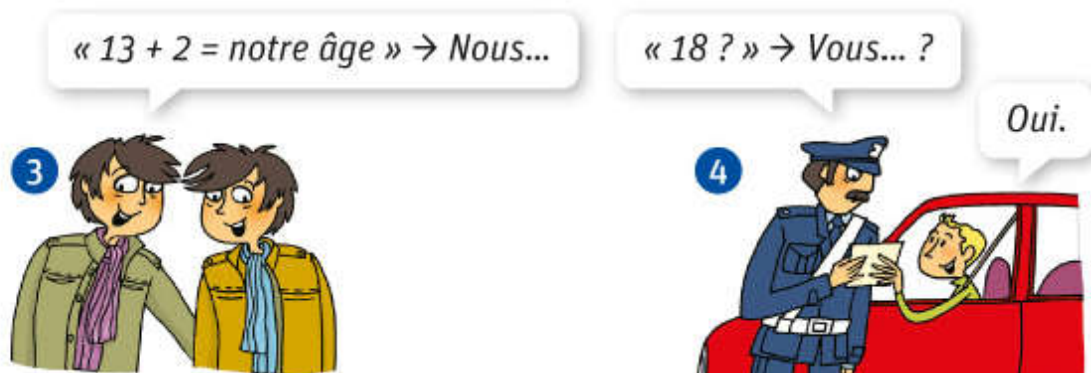 « 13 + 2 = notre âge » → Nous...
« 18 ? » → Vous... ?
Oui.
3
4